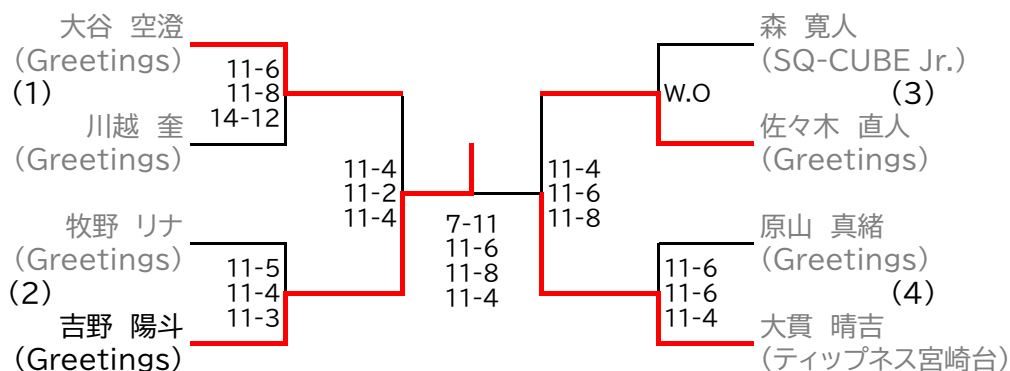 大谷 空澄
(Greetings)
(1)
11-6
11-8
14-12
川越 奎
(Greetings)
牧野 リナ
(Greetings)
(2)
11-5
11-4
11-3
吉野 陽斗
(Greetings)
11-4
11-2
11-4
7-11
11-6
11-8
11-4
11-4
11-6
11-8
森 寛人
(SQ-CUBE Jr.)
W.O
(3)
佐々木 直人
(Greetings)
原山 真緒
(Greetings)
11-6
11-6
11-4
(4)
大貫 晴吉
(ティップネス宮崎台)